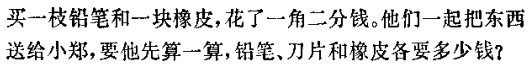 买一枝铅笔和一块橡皮,花了一角二分钱。他们一起把东西
送给小郑,要他先算一算,铅笔、刀片和橡皮各要多少钱?